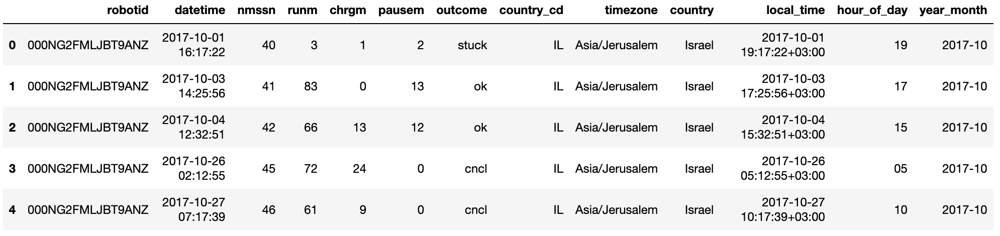 robotid datetime nmssn runm chrgm pausem outcome country_cd timezone country local_time hour_of_day year_month
0 000NG2FMLJBT9ANZ 2017-10-01 16:17:22 40 3 1 2 stuck IL Asia/Jerusalem Israel 2017-10-01 19:17:22+03:00 19 2017-10
1 000NG2FMLJBT9ANZ 2017-10-03 14:25:56 41 83 0 13 ok IL Asia/Jerusalem Israel 2017-10-03 17:25:56+03:00 17 2017-10
2 000NG2FMLJBT9ANZ 2017-10-04 12:32:51 42 66 13 12 ok IL Asia/Jerusalem Israel 2017-10-04 15:32:51+03:00 15 2017-10
3 000NG2FMLJBT9ANZ 2017-10-26 02:12:55 45 72 24 0 cncl IL Asia/Jerusalem Israel 2017-10-26 05:12:55+03:00 05 2017-10
4 000NG2FMLJBT9ANZ 2017-10-27 07:17:39 46 61 9 0 cncl IL Asia/Jerusalem Israel 2017-10-27 10:17:39+03:00 10 2017-10